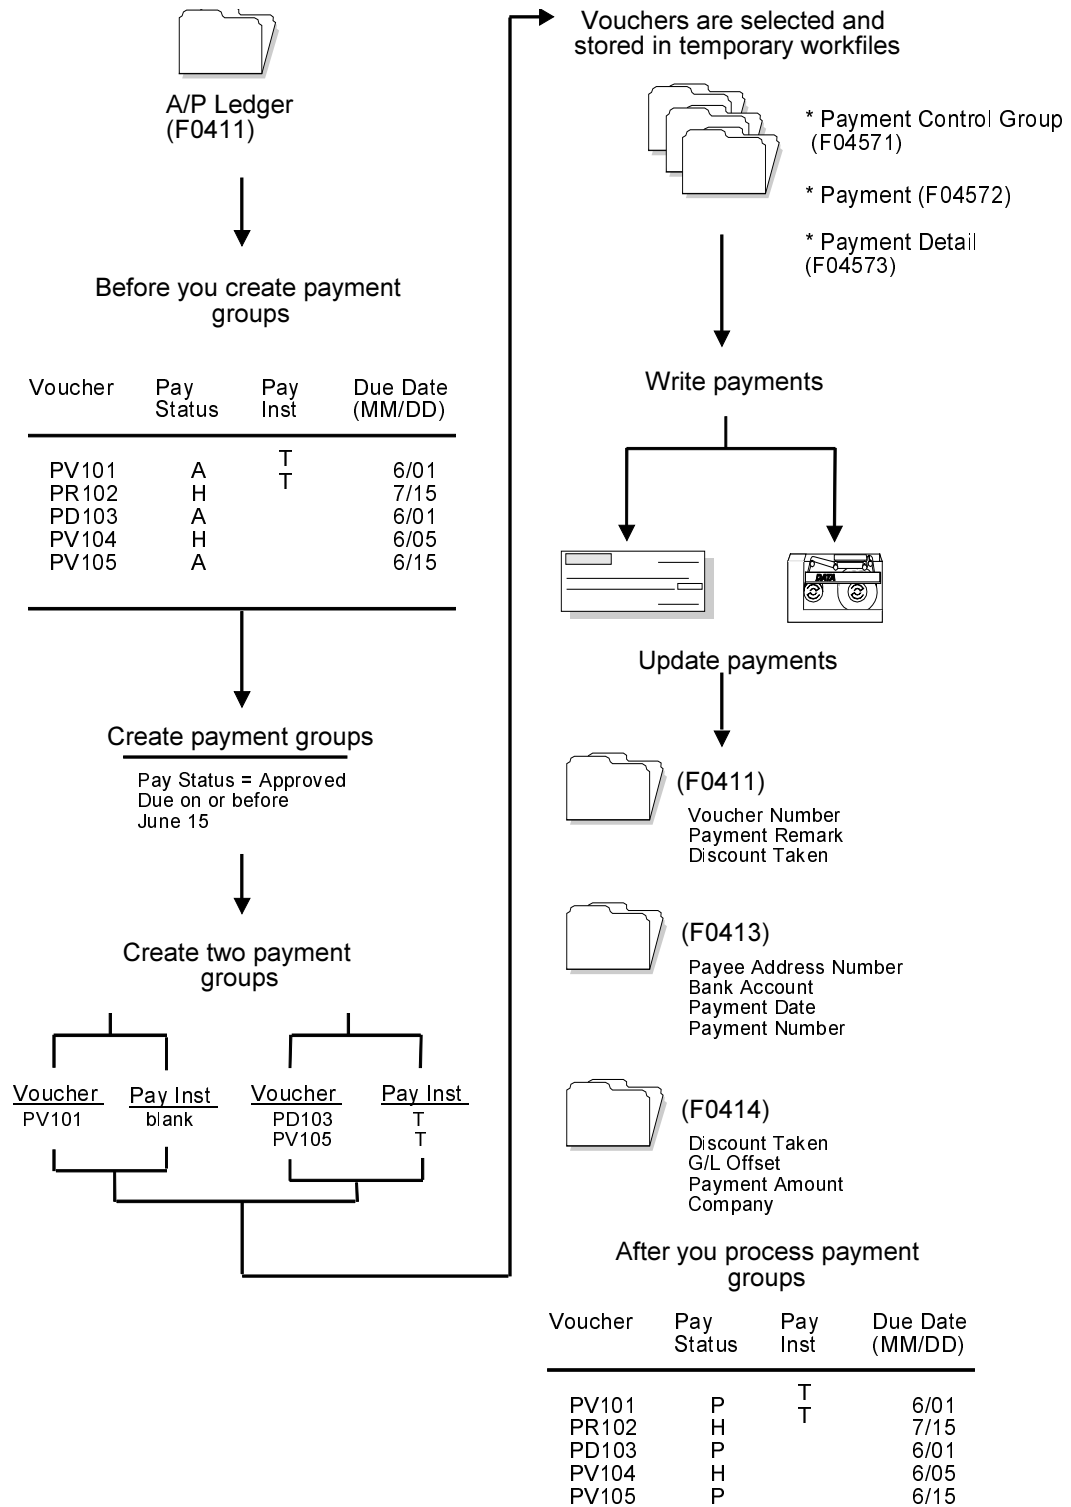 A/P Ledger
(F0411)
Before you create payment
groups
Voucher Pay Pay Due Date
Status Inst (MM/DD)
T
PV101 A 6/01
T
PR102 H 7/15
PD103 A 6/01
PV104 H 6/05
PV105 A 6/15
Create payment groups
Pay Status = Approved
Due on or before
June 15
Create two payment
groups
Voucher Pay Inst Voucher Pay Inst
PV101 blank PD103 T
PV105 T
Vouchers are selected and
stored in temporary workfiles
* Payment Control Group
(F04571)
* Payment (F04572)
* Payment Detail
(F04573)
Write payments
DATA
Update payments
(F0411)
Voucher Number
Payment Remark
Discount Taken
(F0413)
Payee Address Number
Bank Account
Payment Date
Payment Number
(F0414)
Discount Taken
G/L Offset
Payment Amount
Company
After you process payment
groups
Voucher Pay Pay Due Date
Status Inst (MM/DD)
T
PV101 P 6/01
T
PR102 H 7/15
PD103 P 6/01
PV104 H 6/05
PV105 P 6/15